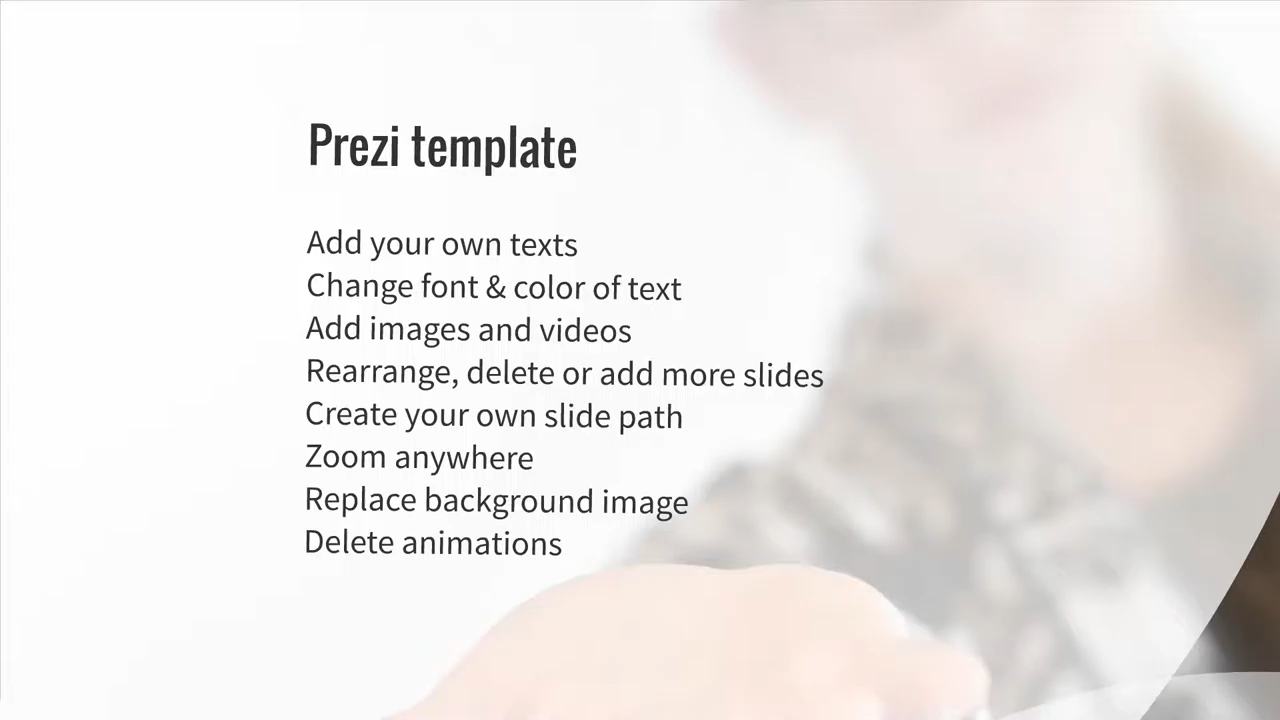 Prezi template
Add your own texts
Change font & color of text
Add images and videos
Rearrange, delete or add more slides
Create your own slide path
Zoom anywhere
Replace background image
Delete animations